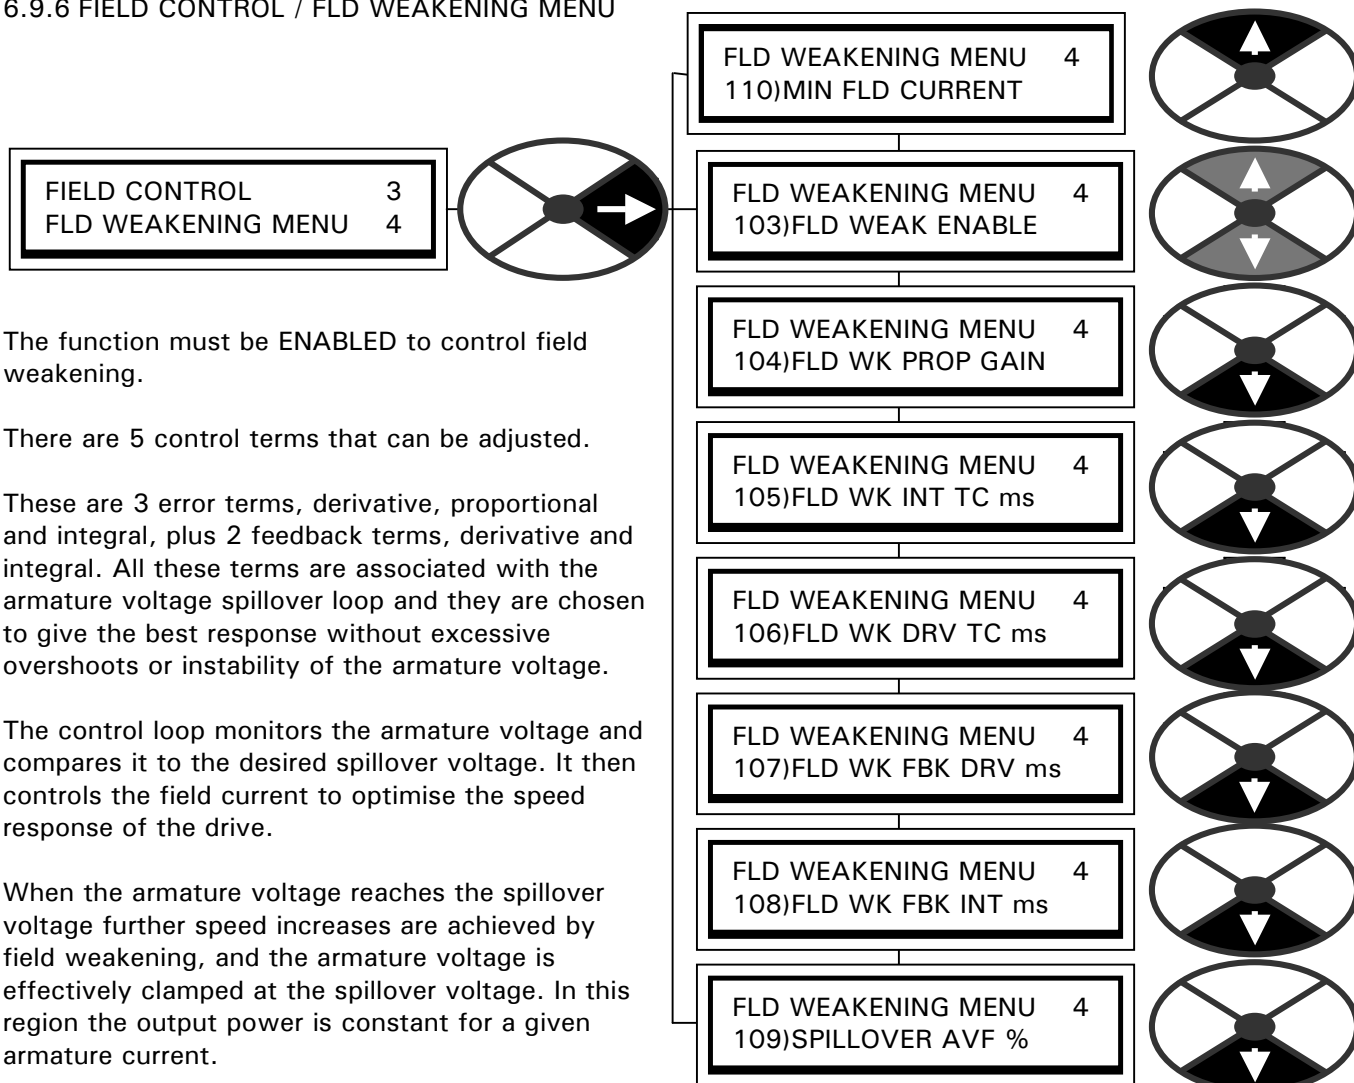 6.9.6 FIELD CONTROL / FLD WEAKENING MENU
FIELD CONTROL 3
FLD WEAKENING MENU 4
The function must be ENABLED to control field
weakening.
There are 5 control terms that can be adjusted.
These are 3 error terms, derivative, proportional
and integral, plus 2 feedback terms, derivative and
integral. All these terms are associated with the
armature voltage spillover loop and they are chosen
to give the best response without excessive
overshoots or instability of the armature voltage.
The control loop monitors the armature voltage and
compares it to the desired spillover voltage. It then
controls the field current to optimise the speed
response of the drive.
When the armature voltage reaches the spillover
voltage further speed increases are achieved by
field weakening, and the armature voltage is
effectively clamped at the spillover voltage. In this
region the output power is constant for a given
armature current.
FLD WEAKENING MENU 4
110)MIN FLD CURRENT
FLD WEAKENING MENU 4
103)FLD WEAK ENABLE
FLD WEAKENING MENU 4
104)FLD WK PROP GAIN
FLD WEAKENING MENU 4
105)FLD WK INT TC ms
FLD WEAKENING MENU 4
106)FLD WK DRV TC ms
FLD WEAKENING MENU 4
107)FLD WK FBK DRV ms
FLD WEAKENING MENU 4
108)FLD WK FBK INT ms
FLD WEAKENING MENU 4
109)SPILLOVER AVF %